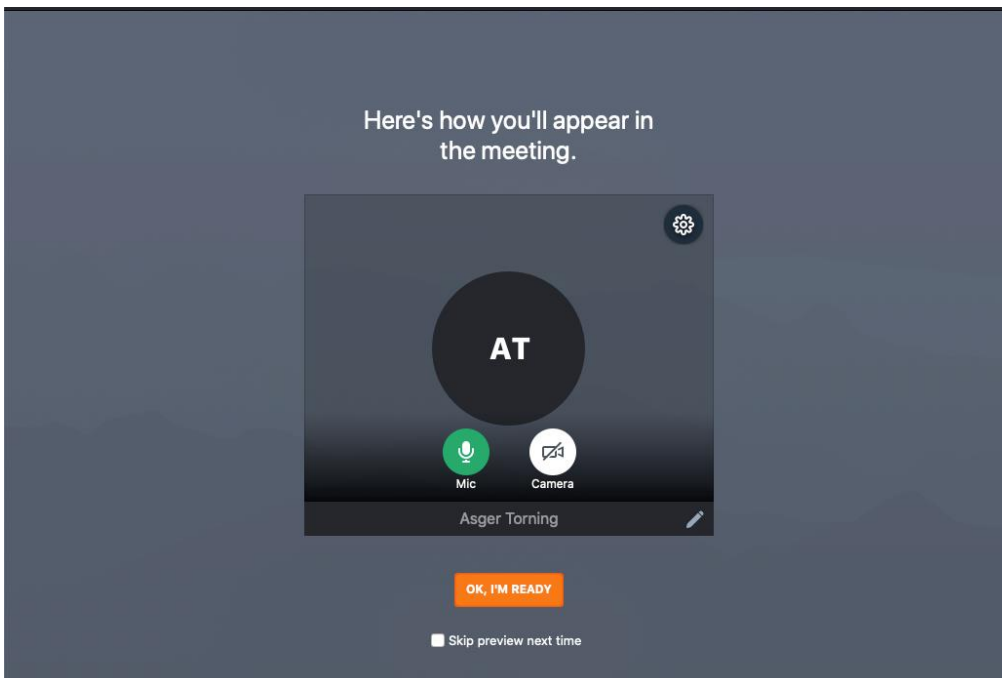 Here's how you'll appear in
the meeting.
AT
Mic
Camera
Asger Torning
OK, I'M READY
Skip preview next time